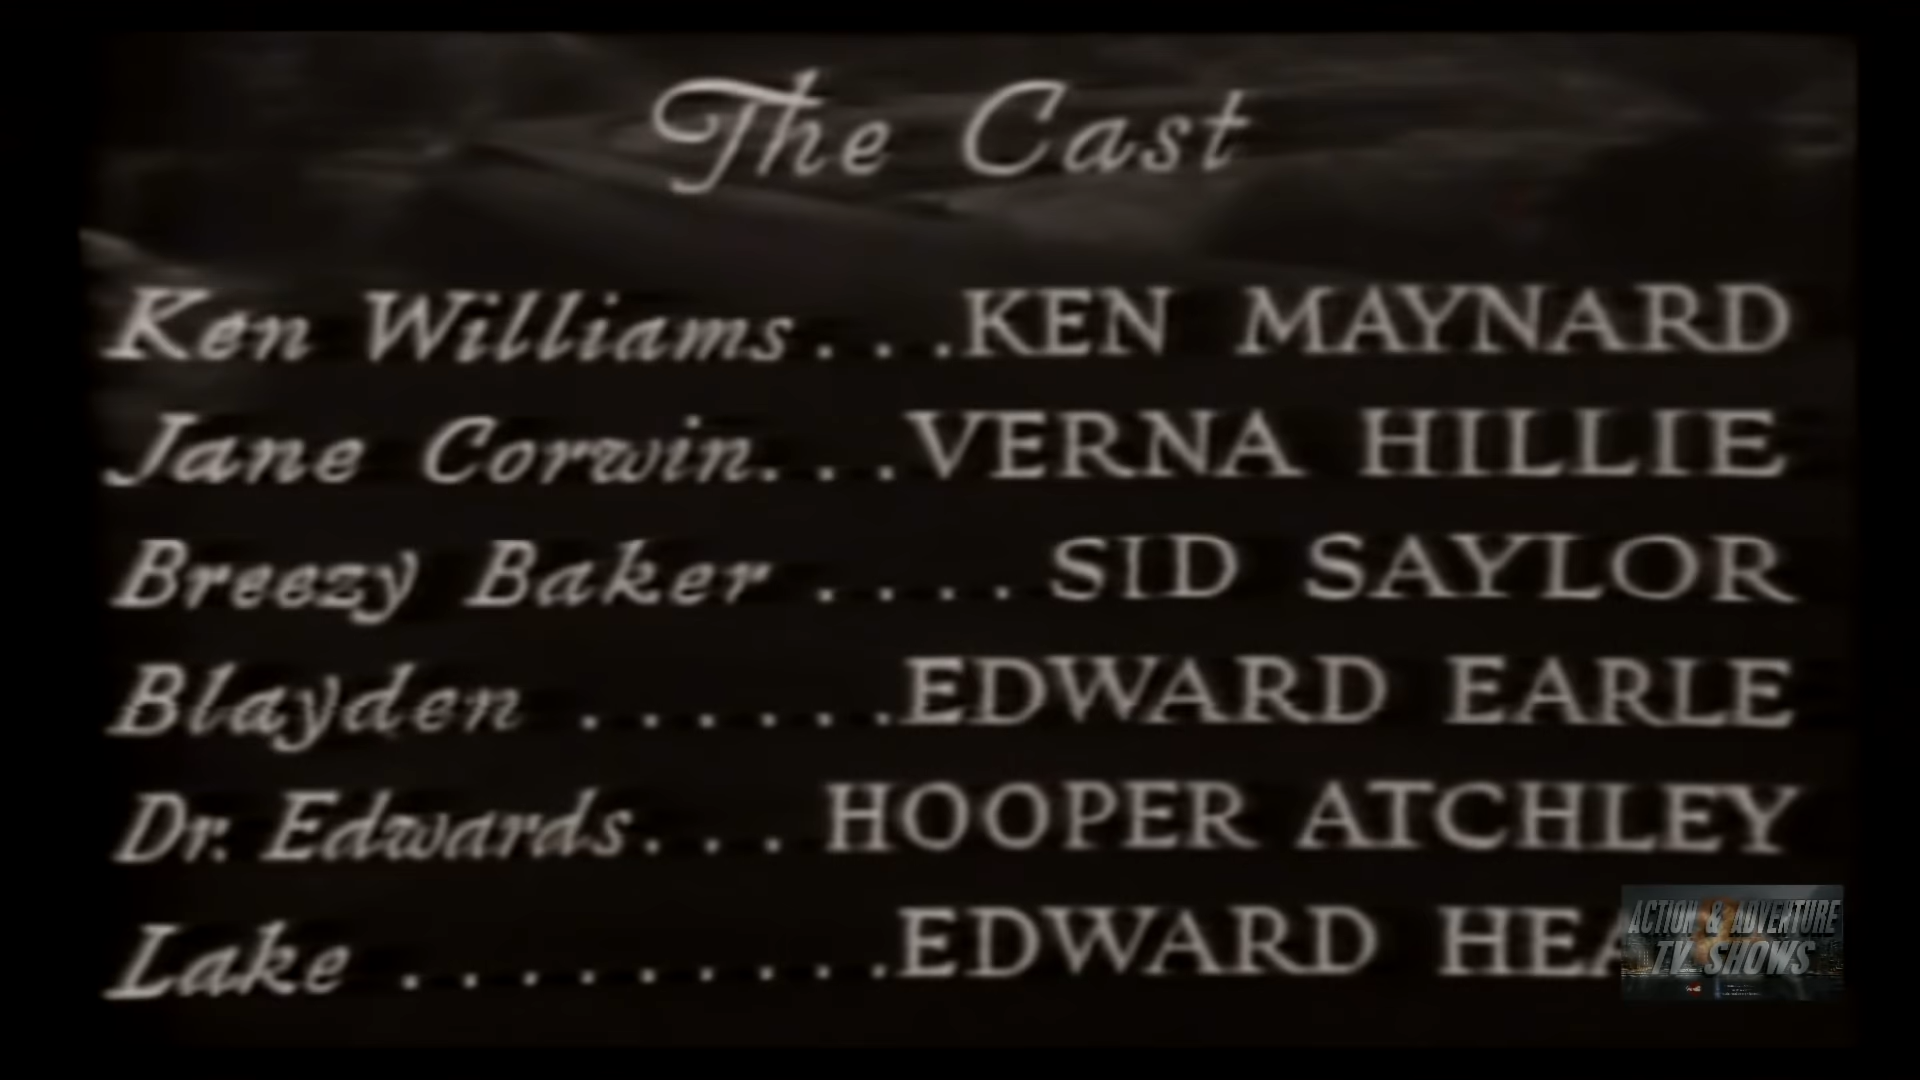 The Cast
Ken Williams . . . KEN MAYNARD
Jane Corwin . . . VERNA HILLIE
Breezy Baker . . . . SID SAYLOR
Blayden . . . . . . EDWARD EARLE
Dr. Edwards . . . HOOPER ATCHLEY
Lake . . . . . . . . . EDWARD
ACTION & ADVENTURE
TV SHOWS